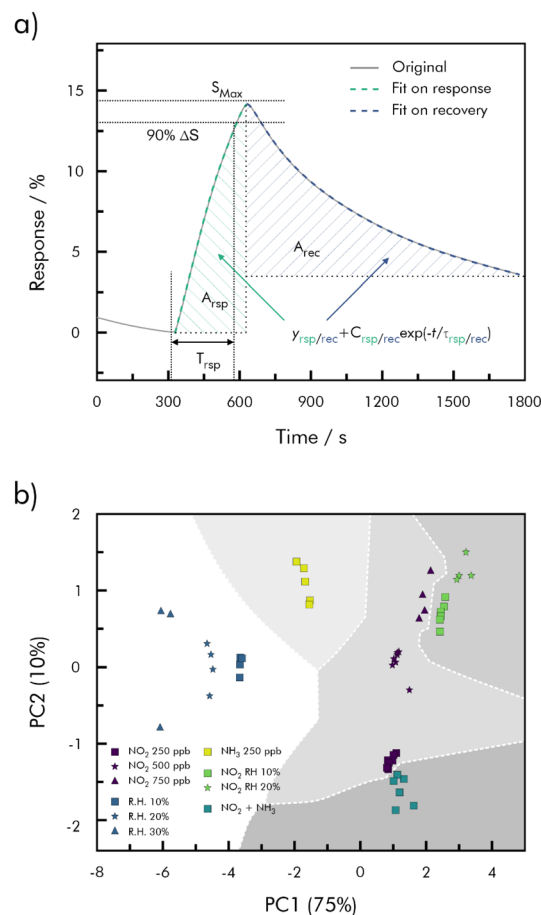 a)
Original
Fit on response
Fit on recovery
S_Max
90% ΔS
A_rec
A_rsp
y_rsp/rec+C_rsp/rec exp(-t/τ_rsp/rec)
T_rsp
15
10
5
0
Response / %
0 300 600 900 1200 1500 1800
Time / s
b)
2
1
0
-1
-2
PC2 (10%)
NO₂ 250 ppb
NO₂ 500 ppb
NO₂ 750 ppb
R.H. 10%
R.H. 20%
R.H. 30%
NH₃ 250 ppb
NO₂ RH 10%
NO₂ RH 20%
NO₂ + NH₃
-8 -6 -4 -2 0 2 4
PC1 (75%)